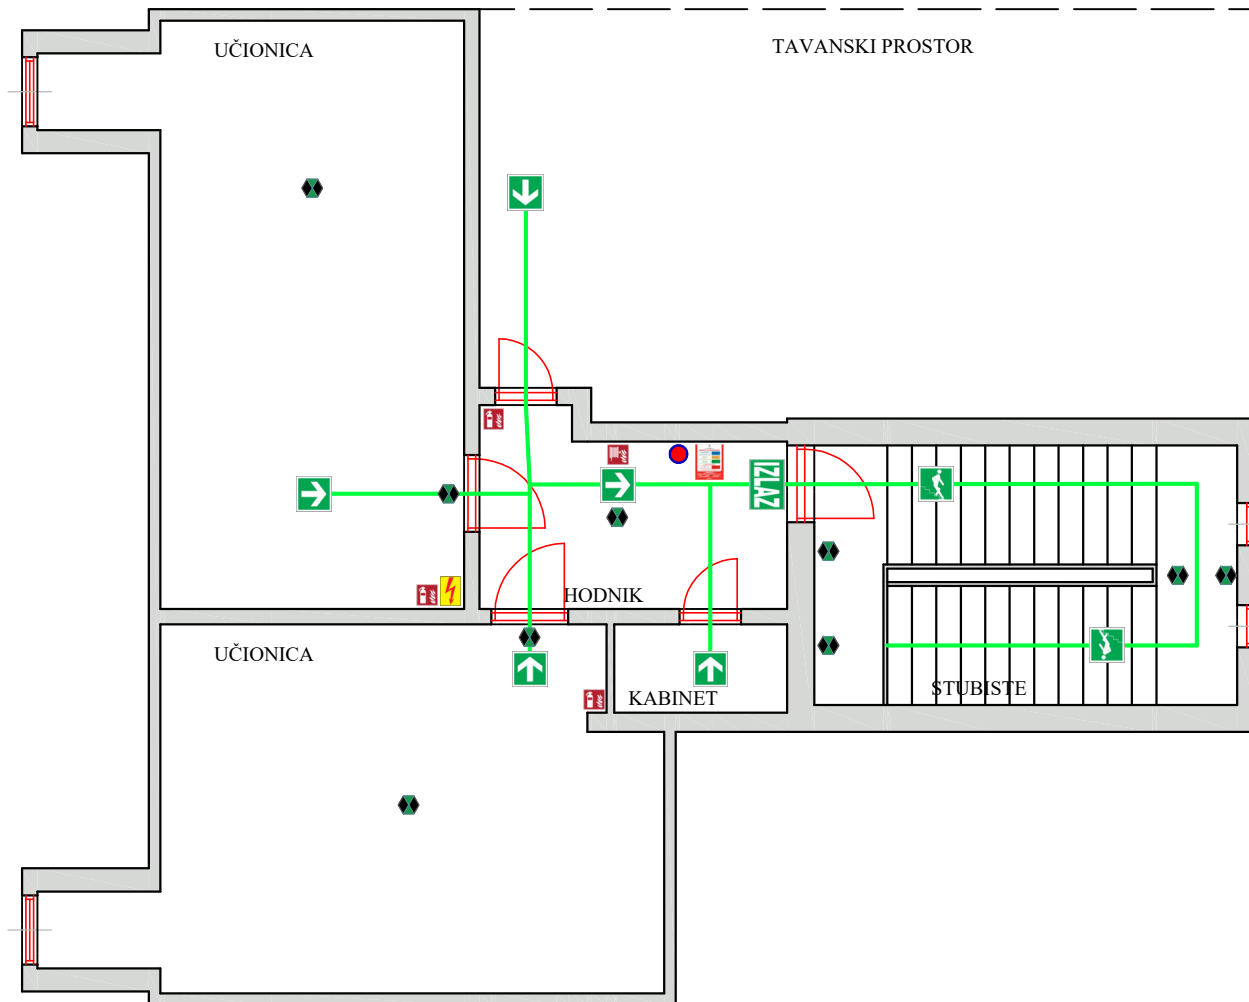 UČIONICA
TAVANSKI PROSTOR
IZLAZ
HODNIK
UČIONICA
KABINET
STUBISTE